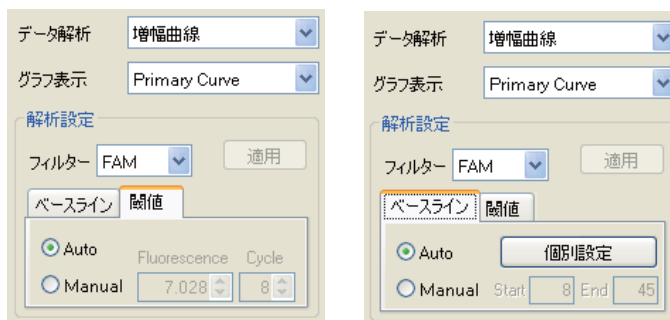 データ解析 増幅曲線
グラフ表示 Primary Curve
解析設定
フィルター FAM 適用
ベースライン 閾値
Auto Fluorescence Cycle
Manual 7.028 8
データ解析 増幅曲線
グラフ表示 Primary Curve
解析設定
フィルター FAM 適用
ベースライン 閾値
Auto 個別設定
Manual Start 8 End 45